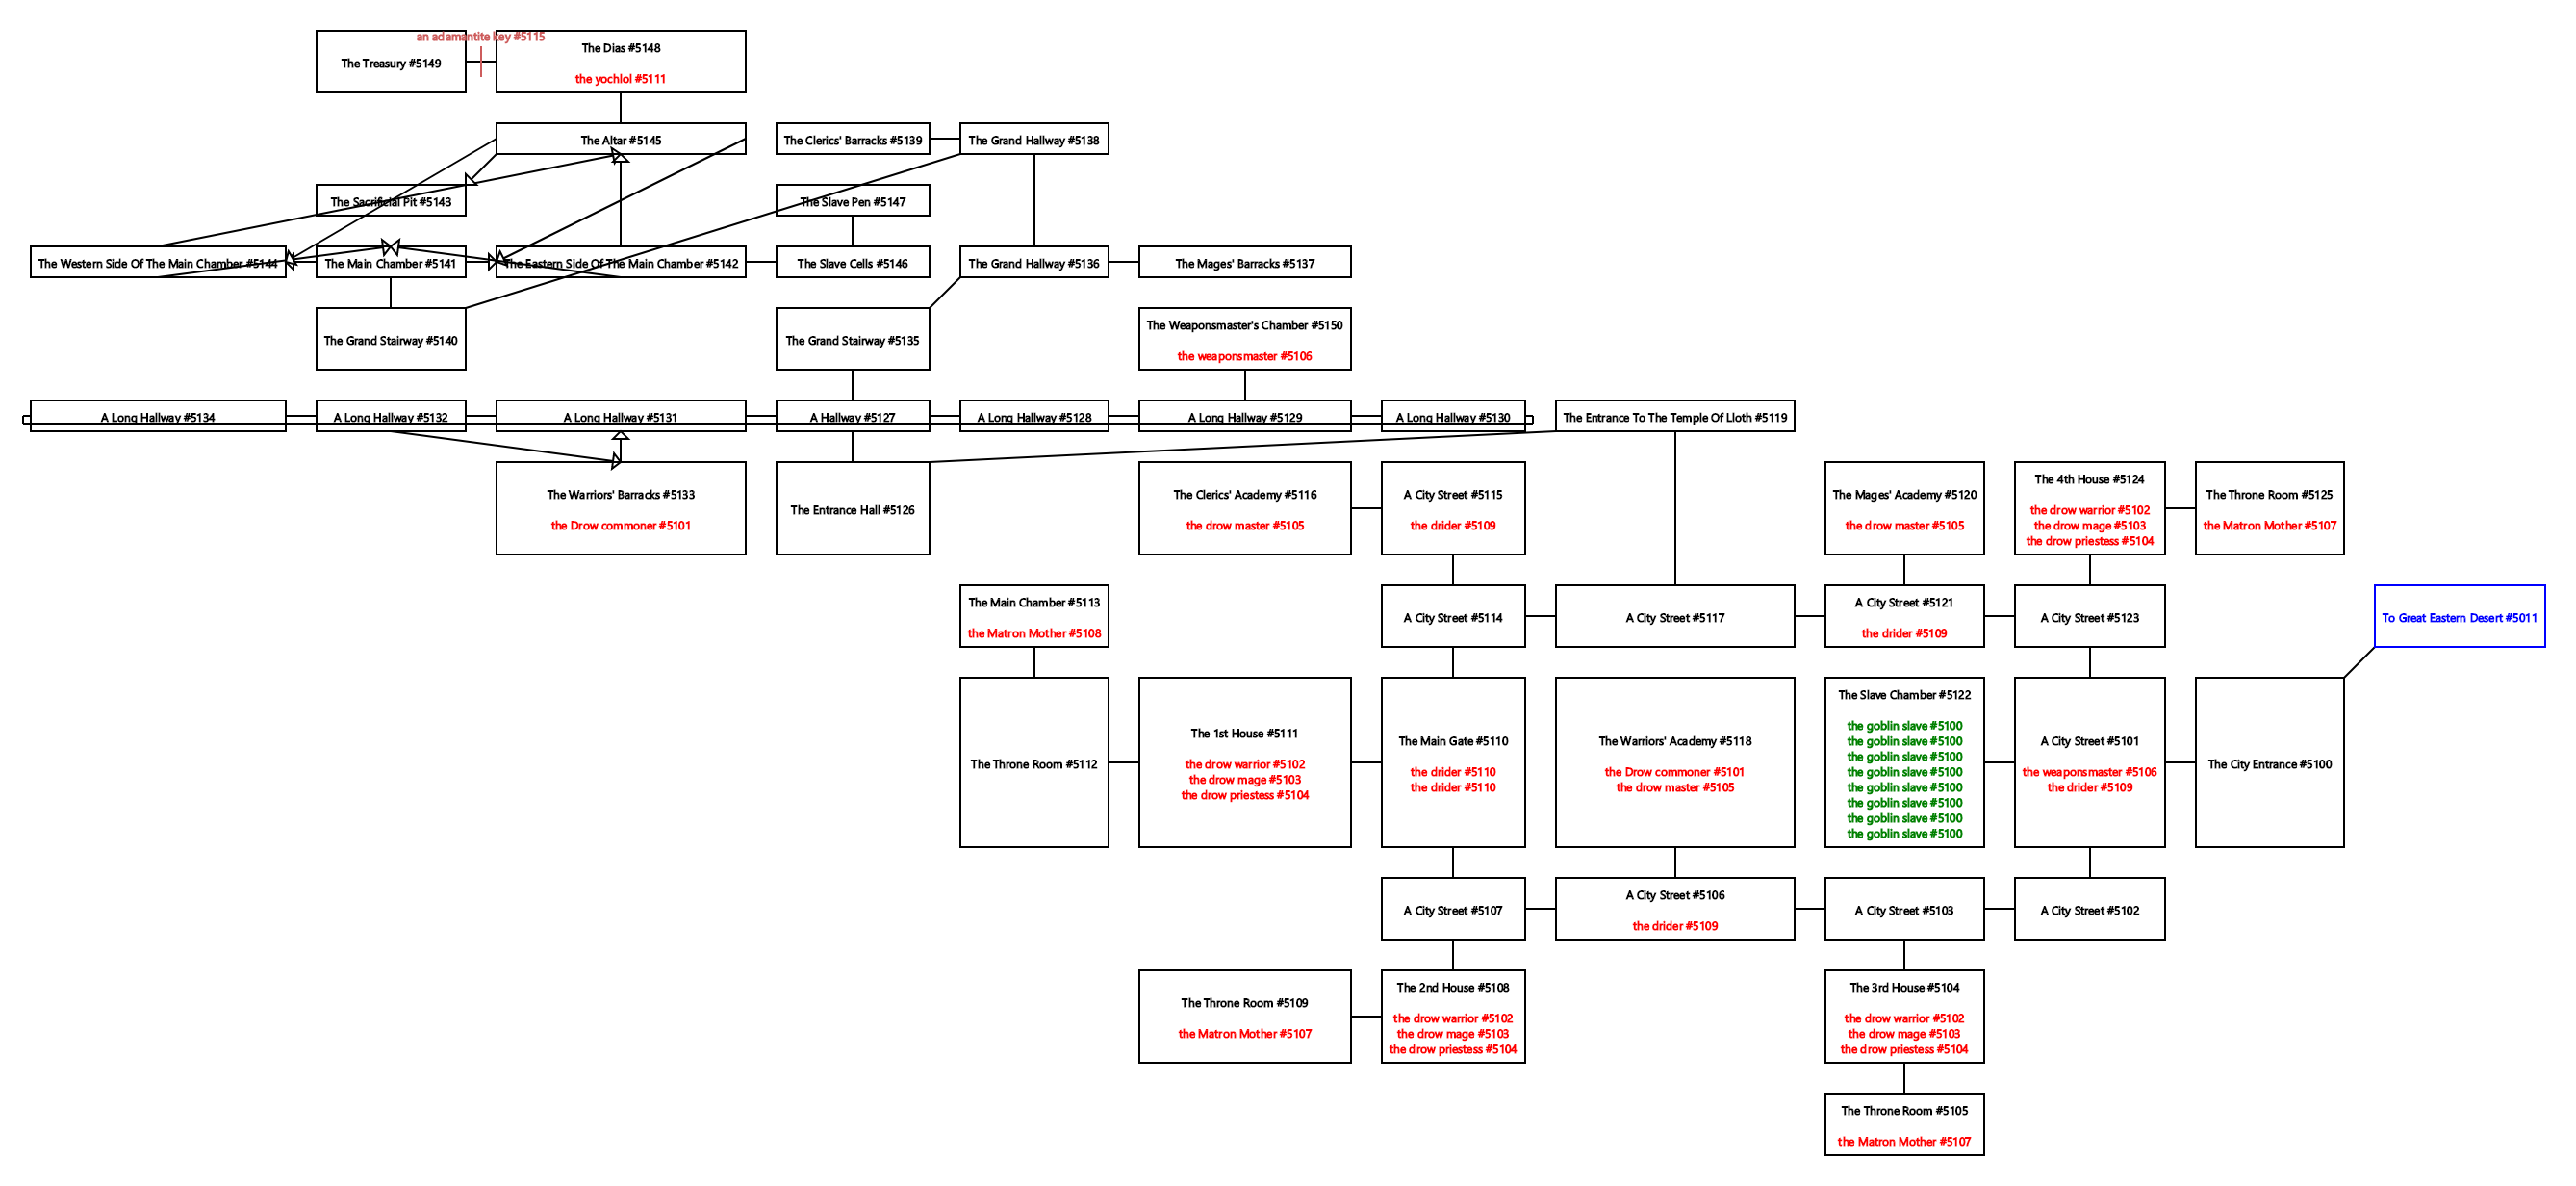 an adamantite key #5115
The Treasury #5149
The Dias #5148
the yochlol #5111
The Altar #5145
The Clerics' Barracks #5139
The Grand Hallway #5138
The Sacrificial Pit #5143
The Slave Pen #5147
The Western Side Of The Main Chamber #5144
The Main Chamber #5141
The Eastern Side Of The Main Chamber #5142
The Slave Cells #5146
The Grand Hallway #5136
The Mages' Barracks #5137
The Grand Stairway #5140
The Grand Stairway #5135
The Weaponsmaster's Chamber #5150
the weaponsmaster #5106
A Long Hallway #5134
A Long Hallway #5132
A Long Hallway #5131
A Hallway #5127
A Long Hallway #5128
A Long Hallway #5129
A Long Hallway #5130
The Entrance To The Temple Of Lloth #5119
The Warriors' Barracks #5133
the Drow commoner #5101
The Entrance Hall #5126
The Clerics' Academy #5116
the drow master #5105
A City Street #5115
the drider #5109
The Mages' Academy #5120
the drow master #5105
The 4th House #5124
the drow warrior #5102
the drow mage #5103
the drow priestess #5104
The Throne Room #5125
the Matron Mother #5107
The Main Chamber #5113
the Matron Mother #5108
A City Street #5114
A City Street #5117
A City Street #5121
the drider #5109
A City Street #5123
To Great Eastern Desert #5011
The Throne Room #5112
The 1st House #5111
the drow warrior #5102
the drow mage #5103
the drow priestess #5104
The Main Gate #5110
the drider #5110
the drider #5110
The Warriors' Academy #5118
the Drow commoner #5101
the drow master #5105
The Slave Chamber #5122
the goblin slave #5100
the goblin slave #5100
the goblin slave #5100
the goblin slave #5100
the goblin slave #5100
the goblin slave #5100
the goblin slave #5100
the goblin slave #5100
A City Street #5101
the weaponsmaster #5106
the drider #5109
The City Entrance #5100
A City Street #5107
A City Street #5106
the drider #5109
A City Street #5103
A City Street #5102
The Throne Room #5109
the Matron Mother #5107
The 2nd House #5108
the drow warrior #5102
the drow mage #5103
the drow priestess #5104
The 3rd House #5104
the drow warrior #5102
the drow mage #5103
the drow priestess #5104
The Throne Room #5105
the Matron Mother #5107